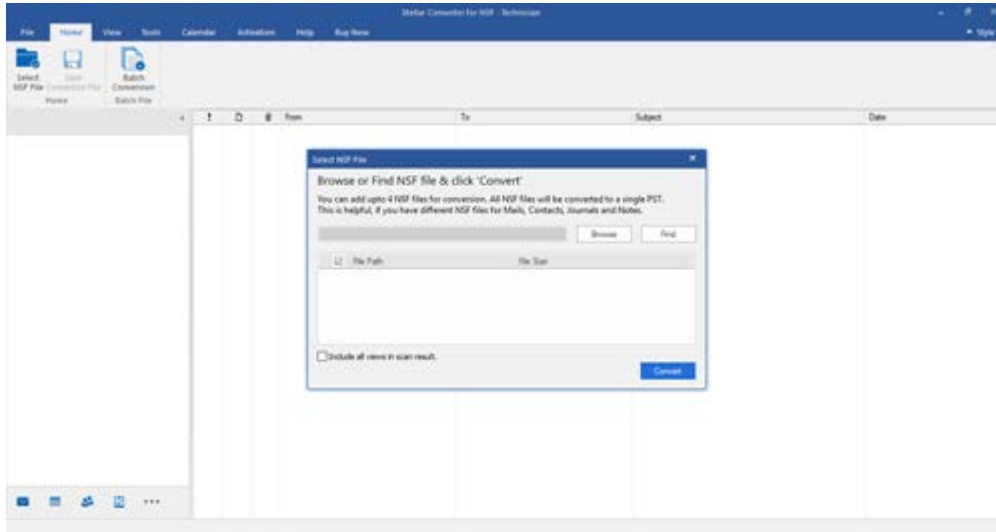 Stellar Converter for NSF - Technician
File Home View Tools Calendar Activation Help Buy Now
Style
Select NSF File
Save Converted File
Batch Conversion
Home Batch File
! From To Subject Date
Select NSF File
Browse or Find NSF file & click 'Convert'
You can add upto 4 NSF files for conversion. All NSF files will be converted to a single PST.
This is helpful, if you have different NSF files for Mails, Contacts, Journals and Notes.
Browse Find
File Path File Size
Include all views in scan result.
Convert